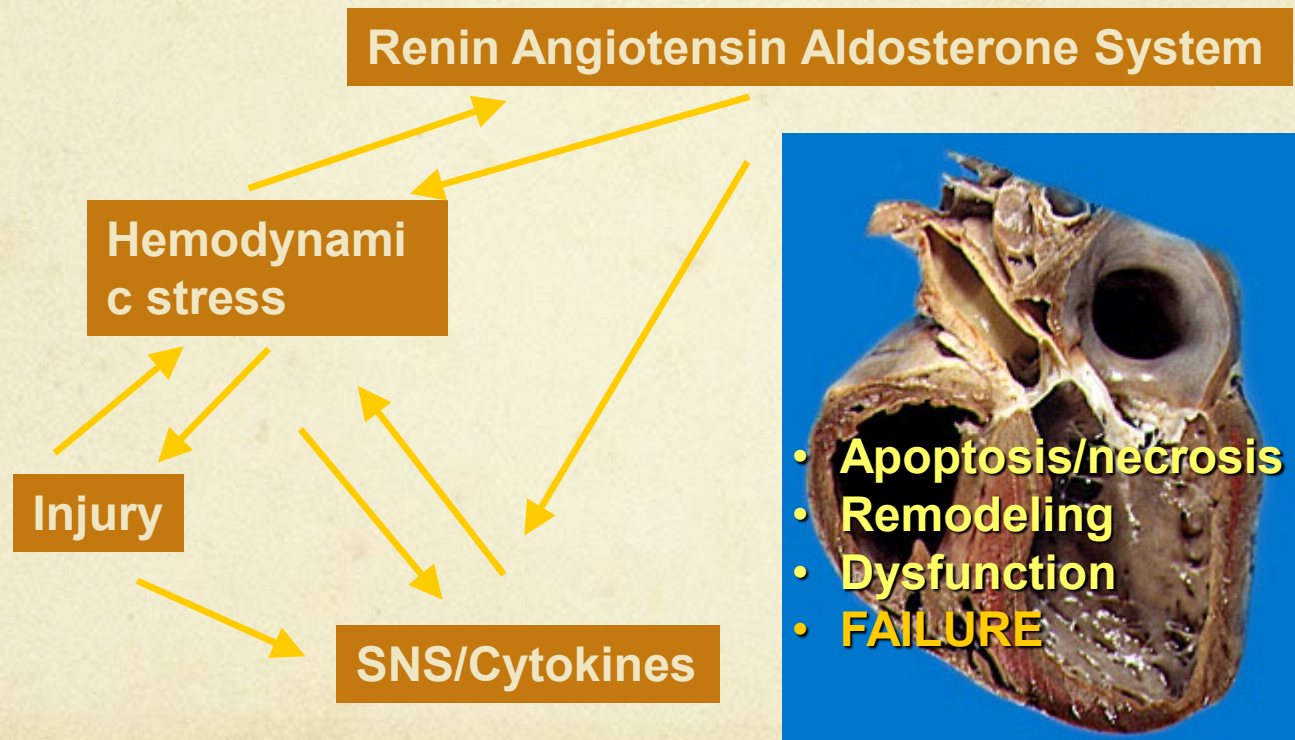 Renin Angiotensin Aldosterone System
Hemodynami
c stress
Injury
SNS/Cytokines
• Apoptosis/necrosis
• Remodeling
• Dysfunction
• FAILURE